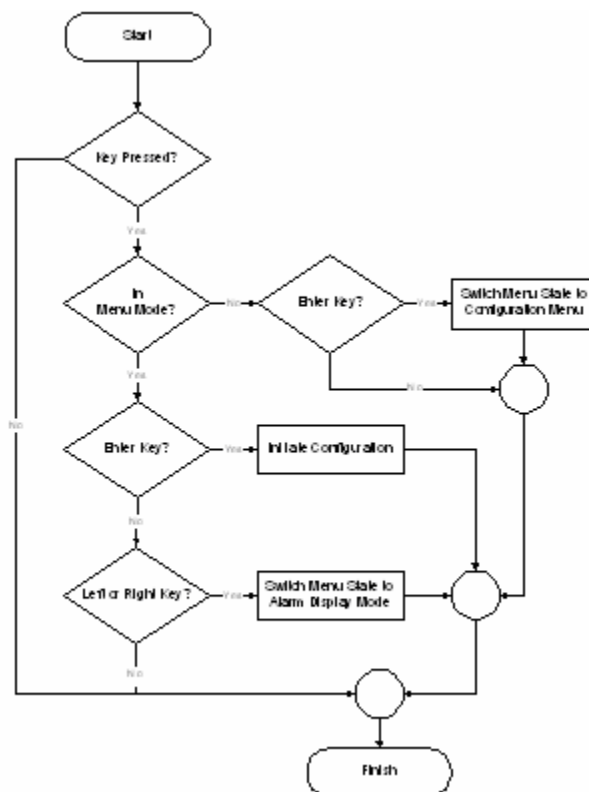 Start
Key Pressed?
Yes
In
Menu Mode?
No
Enter Key?
Yes
Switch Menu State to
Configuration Menu
Yes
No
No
Enter Key?
Yes
Initiate Configuration
No
Left or Right Key?
Yes
Switch Menu State to
Alarm Display Mode
No
Finish